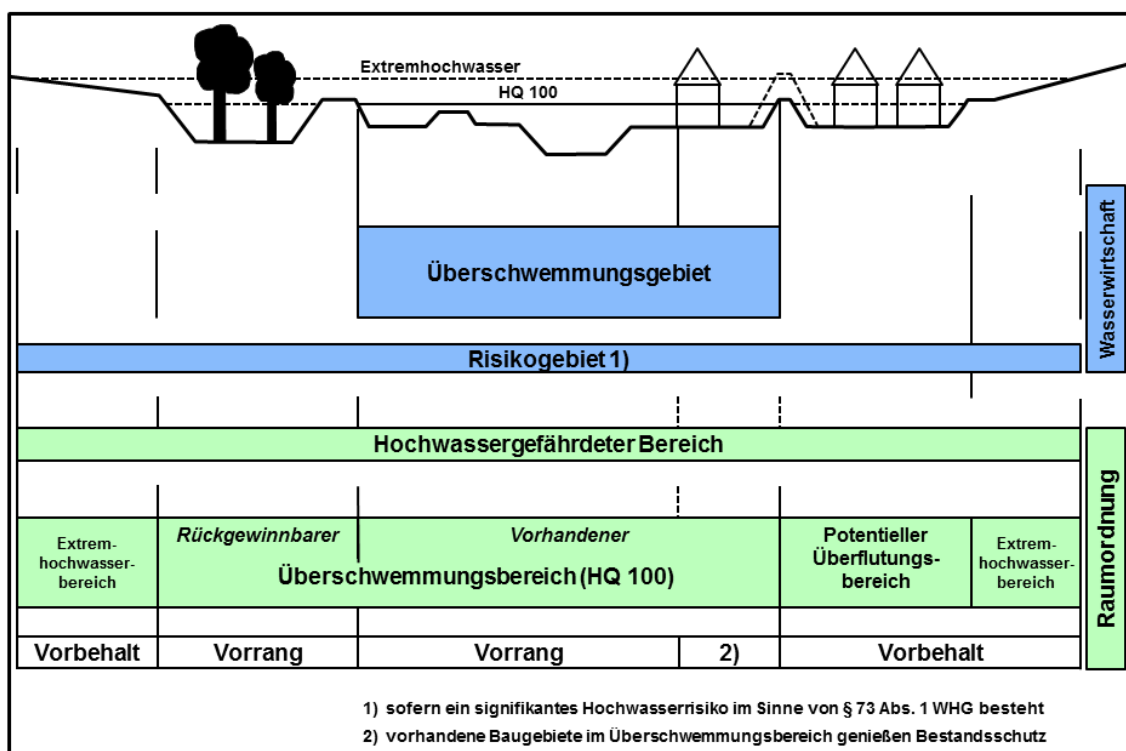 Extremhochwasser
HQ 100
Überschwemmungsgebiet
Wasserwirtschaft
Risikogebiet 1)
Hochwassergefährdeter Bereich
Raumordnung
Extrem-
hochwasser-
bereich
Rückgewinnbarer
Vorhandener
Überschwemmungsbereich (HQ 100)
Potentieller
Überflutungs-
bereich
Extrem-
hochwasser-
bereich
Vorbehalt
Vorrang
Vorrang
2)
Vorbehalt
1) sofern ein signifikantes Hochwasserrisiko im Sinne von § 73 Abs. 1 WHG besteht
2) vorhandene Baugebiete im Überschwemmungsbereich genießen Bestandsschutz